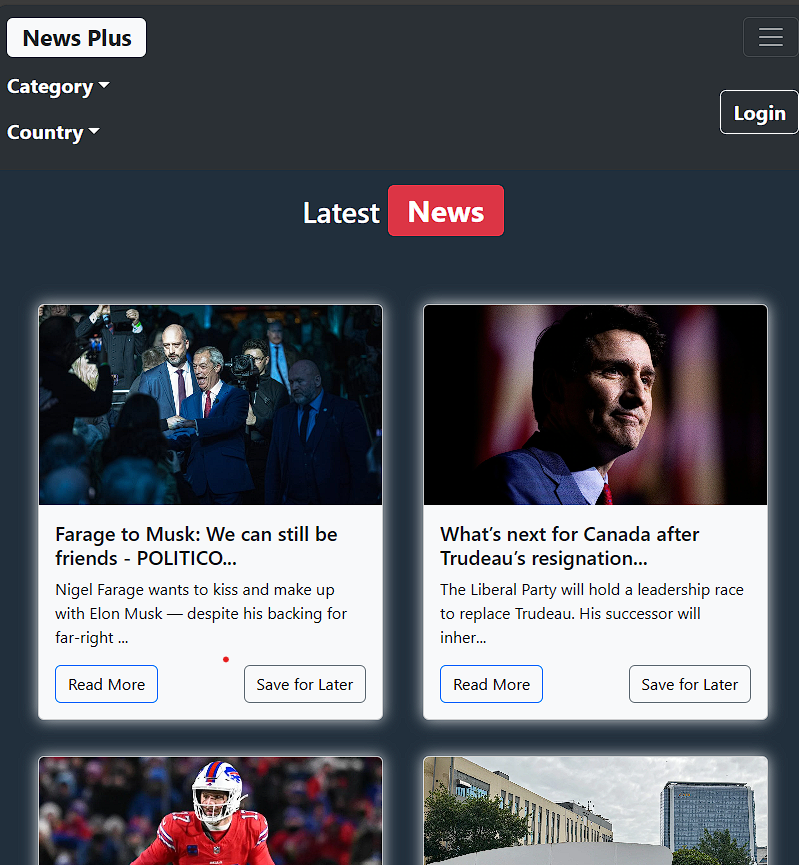 News Plus
Category
Country
Login
Latest News
Farage to Musk: We can still be
friends - POLITICO...
Nigel Farage wants to kiss and make up
with Elon Musk — despite his backing for
far-right ...
Read More
Save for Later
What’s next for Canada after
Trudeau’s resignation...
The Liberal Party will hold a leadership race
to replace Trudeau. His successor will
inher...
Read More
Save for Later
17